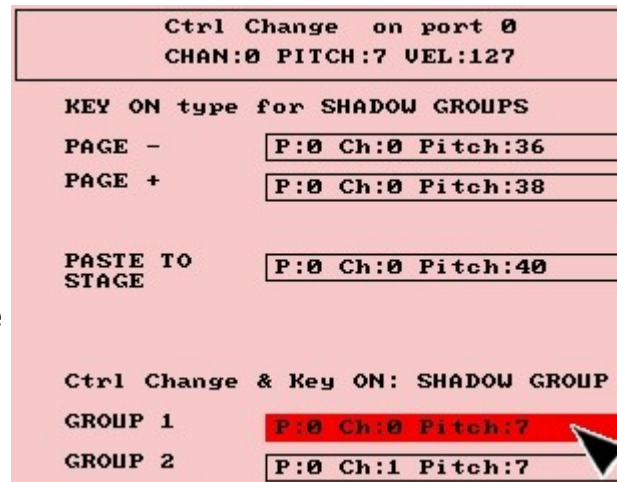 Ctrl Change on port 0
CHAN:0 PITCH:7 VEL:127
KEY ON type for SHADOW GROUPS
PAGE - P:0 Ch:0 Pitch:36
PAGE + P:0 Ch:0 Pitch:38
PASTE TO STAGE P:0 Ch:0 Pitch:40
Ctrl Change & Key ON: SHADOW GROUP
GROUP 1 P:0 Ch:0 Pitch:7
GROUP 2 P:0 Ch:1 Pitch:7